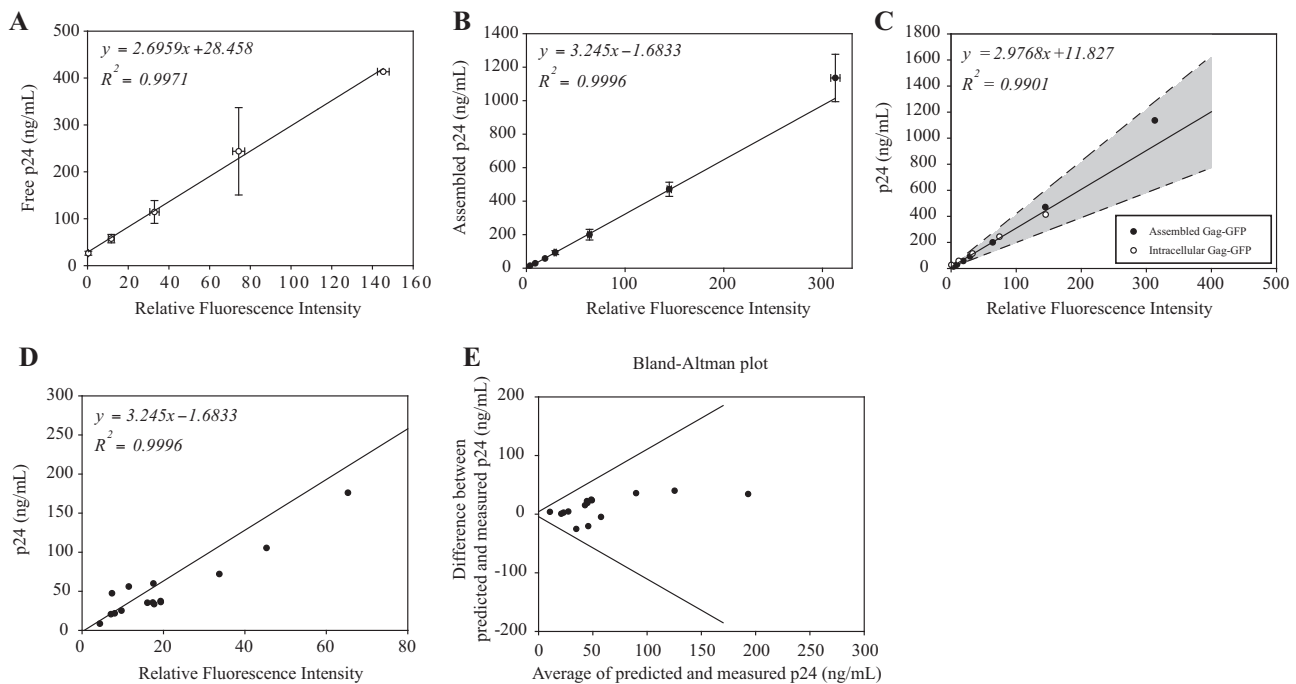 A
500
400
300
200
100
0
0 20 40 60 80 100 120 140 160
Free p24 (ng/mL)
Relative Fluorescence Intensity
y = 2.6959x+28.458
R2 = 0.9971
B
1400
1200
1000
800
600
400
200
0
0 100 200 300
Assembled p24 (ng/mL)
Relative Fluorescence Intensity
y = 3.245x−1.6833
R2 = 0.9996
C
1800
1600
1400
1200
1000
800
600
400
200
0
0 100 200 300 400 500
p24 (ng/mL)
Relative Fluorescence Intensity
y = 2.9768x+11.827
R2 = 0.9901
Assembled Gag-GFP
Intracellular Gag-GFP
D
300
250
200
150
100
50
0
0 20 40 60 80
p24 (ng/mL)
Relative Fluorescence Intensity
y = 3.245x−1.6833
R2 = 0.9996
E
Bland-Altman plot
200
100
0
-100
-200
0 50 100 150 200 300
Difference between
predicted and measured p24 (ng/mL)
Average of predicted and measured p24 (ng/mL)